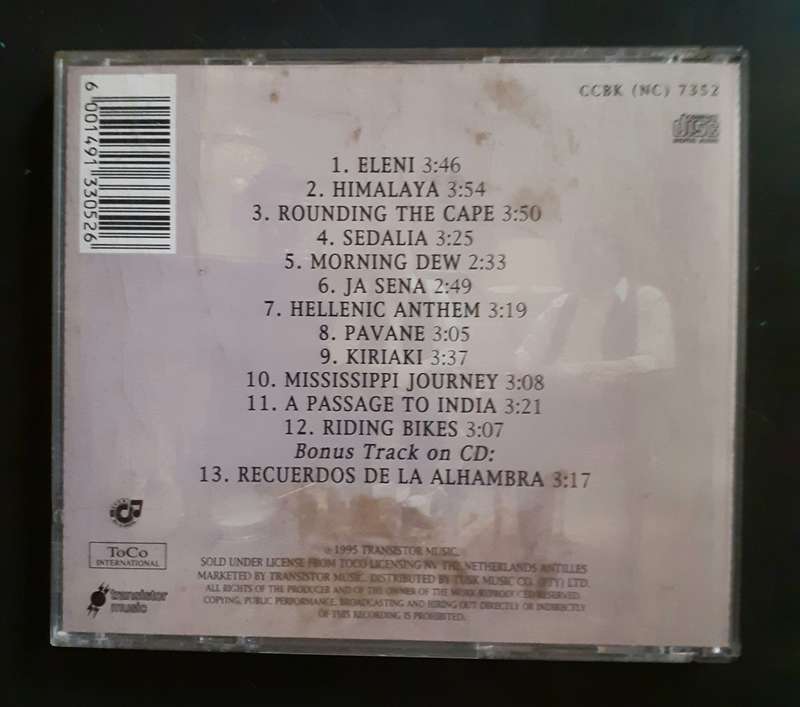 6 001491 330526
CCBK (NC) 7352
disc
DIGITAL AUDIO
1. ELENI 3:46
2. HIMALAYA 3:54
3. ROUNDING THE CAPE 3:50
4. SEDALIA 3:25
5. MORNING DEW 2:33
6. JA SENA 2:49
7. HELLENIC ANTHEM 3:19
8. PAVANE 3:05
9. KIRIAKI 3:37
10. MISSISSIPPI JOURNEY 3:08
11. A PASSAGE TO INDIA 3:21
12. RIDING BIKES 3:07
Bonus Track on CD:
13. RECUERDOS DE LA ALHAMBRA 3:17
ToCo
INTERNATIONAL
transistor
music
℗ 1995 TRANSISTOR MUSIC.
SOLD UNDER LICENSE FROM TOCO LICENSING NV THE NETHERLANDS ANTILLES
MARKETED BY TRANSISTOR MUSIC. DISTRIBUTED BY TUSK MUSIC CO. (PTY) LTD.
ALL RIGHTS OF THE PRODUCER AND OF THE OWNER OF THE WORK REPRODUCED RESERVED.
COPYING, PUBLIC PERFORMANCE, BROADCASTING AND HIRING OUT DIRECTLY OR INDIRECTLY
OF THIS RECORDING IS PROHIBITED.